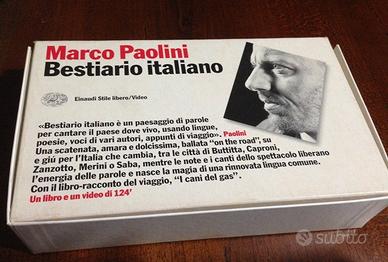 Marco Paolini
Bestiario italiano
Einaudi Stile libero/Video
«Bestiario italiano è un paesaggio di parole
per cantare il paese dove vivo, usando lingue,
poesie, voci di vari autori, appunti di viaggio». Paolini
Una scatenata, amara e dolcissima, ballata "on the road", su
e giú per l'Italia che cambia, tra le città di Buttitta, Caproni,
Zanzotto, Merini o Saba, mentre le note e i canti dello spettacolo liberano
l'energia delle parole e nasce la magia di una rinnovata lingua comune.
Con il libro-racconto del viaggio, "I cani del gas".
Un libro e un video di 124'
subito